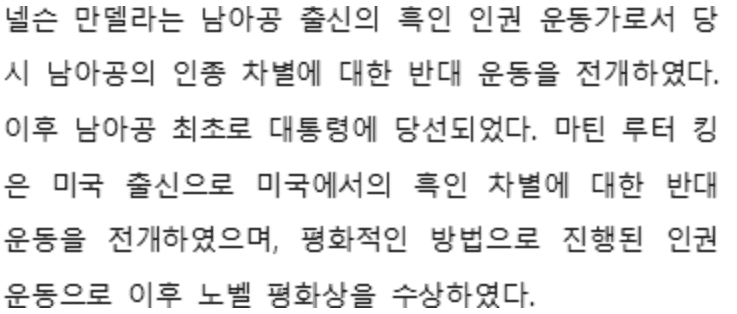 넬슨 만델라는 남아공 출신의 흑인 인권 운동가로서 당
시 남아공의 인종 차별에 대한 반대 운동을 전개하였다.
이후 남아공 최초로 대통령에 당선되었다. 마틴 루터 킹
은 미국 출신으로 미국에서의 흑인 차별에 대한 반대
운동을 전개하였으며, 평화적인 방법으로 진행된 인권
운동으로 이후 노벨 평화상을 수상하였다.